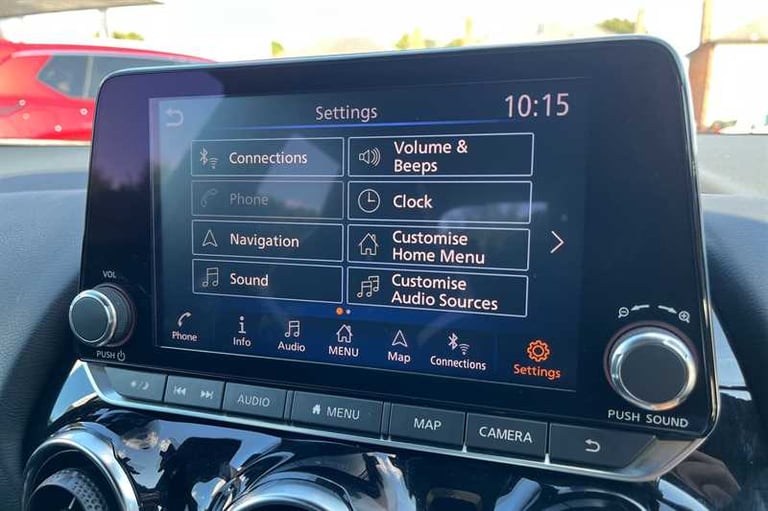 Settings
10:15
Connections
Volume &
Beeps
Phone
Clock
Navigation
Customise
Home Menu
Sound
Customise
Audio Sources
VOL
PUSH
Phone
Info
Audio
MENU
Map
Connections
Settings
PUSH SOUND
AUDIO
MENU
MAP
CAMERA